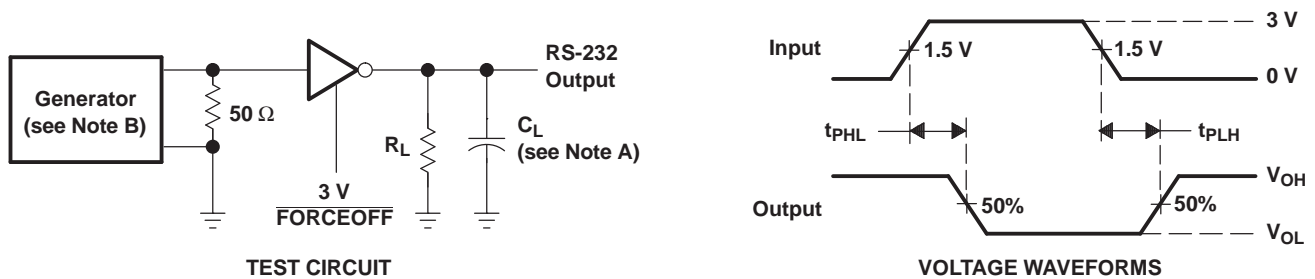 Generator
(see Note B)
50 Ω
3 V
FORCEOFF
R_L
C_L
(see Note A)
RS-232
Output
TEST CIRCUIT
Input
1.5 V
1.5 V
3 V
0 V
t_PHL
t_PLH
Output
50%
50%
V_OH
V_OL
VOLTAGE WAVEFORMS